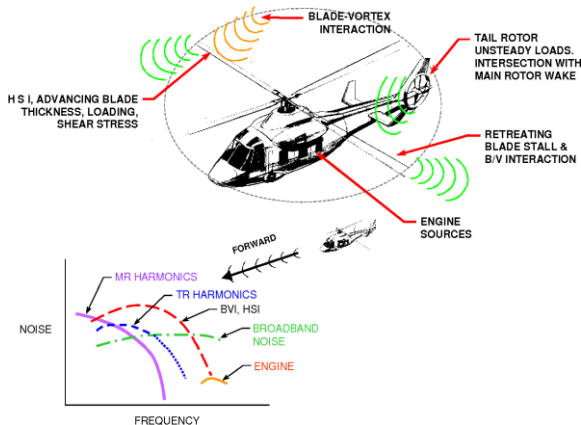 BLADE-VORTEX
INTERACTION
TAIL ROTOR
UNSTEADY LOADS.
INTERSECTION WITH
MAIN ROTOR WAKE
H S I, ADVANCING BLADE
THICKNESS, LOADING,
SHEAR STRESS
RETREATING
BLADE STALL &
B/V INTERACTION
ENGINE
SOURCES
FORWARD
MR HARMONICS
TR HARMONICS
BVI, HSI
NOISE
BROADBAND
NOISE
ENGINE
FREQUENCY